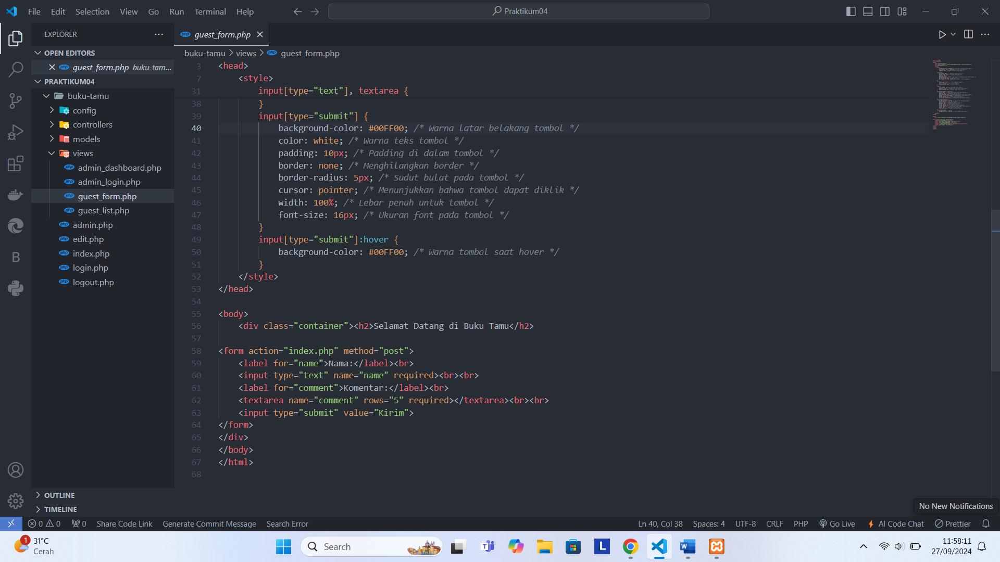 File Edit Selection View Go Run Terminal Help
Praktikum04
EXPLORER
OPEN EDITORS
guest_form.php buku-tam...
PRAKTIKUM04
buku-tamu
config
controllers
models
views
admin_dashboard.php
admin_login.php
guest_form.php
guest_list.php
admin.php
edit.php
index.php
login.php
logout.php
OUTLINE
TIMELINE
guest_form.php
buku-tamu > views > guest_form.php
3 <head>
7 <style>
31 input[type="text"], textarea {
38 }
39 input[type="submit"] {
40 background-color: #00FF00; /* Warna latar belakang tombol */
41 color: white; /* Warna teks tombol */
42 padding: 10px; /* Padding di dalam tombol */
43 border: none; /* Menghilangkan border */
44 border-radius: 5px; /* Sudut bulat pada tombol */
45 cursor: pointer; /* Menunjukkan bahwa tombol dapat diklik */
46 width: 100%; /* Lebar penuh untuk tombol */
47 font-size: 16px; /* Ukuran font pada tombol */
48 }
49 input[type="submit"]:hover {
50 background-color: #00FF00; /* Warna tombol saat hover */
51 }
52 </style>
53 </head>
54
55 <body>
56 <div class="container"><h2>Selamat Datang di Buku Tamu</h2>
57
58 <form action="index.php" method="post">
59 <label for="name">Nama:</label><br>
60 <input type="text" name="name" required><br><br>
61 <label for="comment">Komentar:</label><br>
62 <textarea name="comment" rows="5" required></textarea><br><br>
63 <input type="submit" value="Kirim">
64 </form>
65 </div>
66 </body>
67 </html>
68
No New Notifications
0 0 0 Share Code Link Generate Commit Message Search Error Ln 40, Col 38 Spaces: 4 UTF-8 CRLF PHP Go Live AI Code Chat Prettier
1 31°C
Cerah
Search
11:58:11
27/09/2024